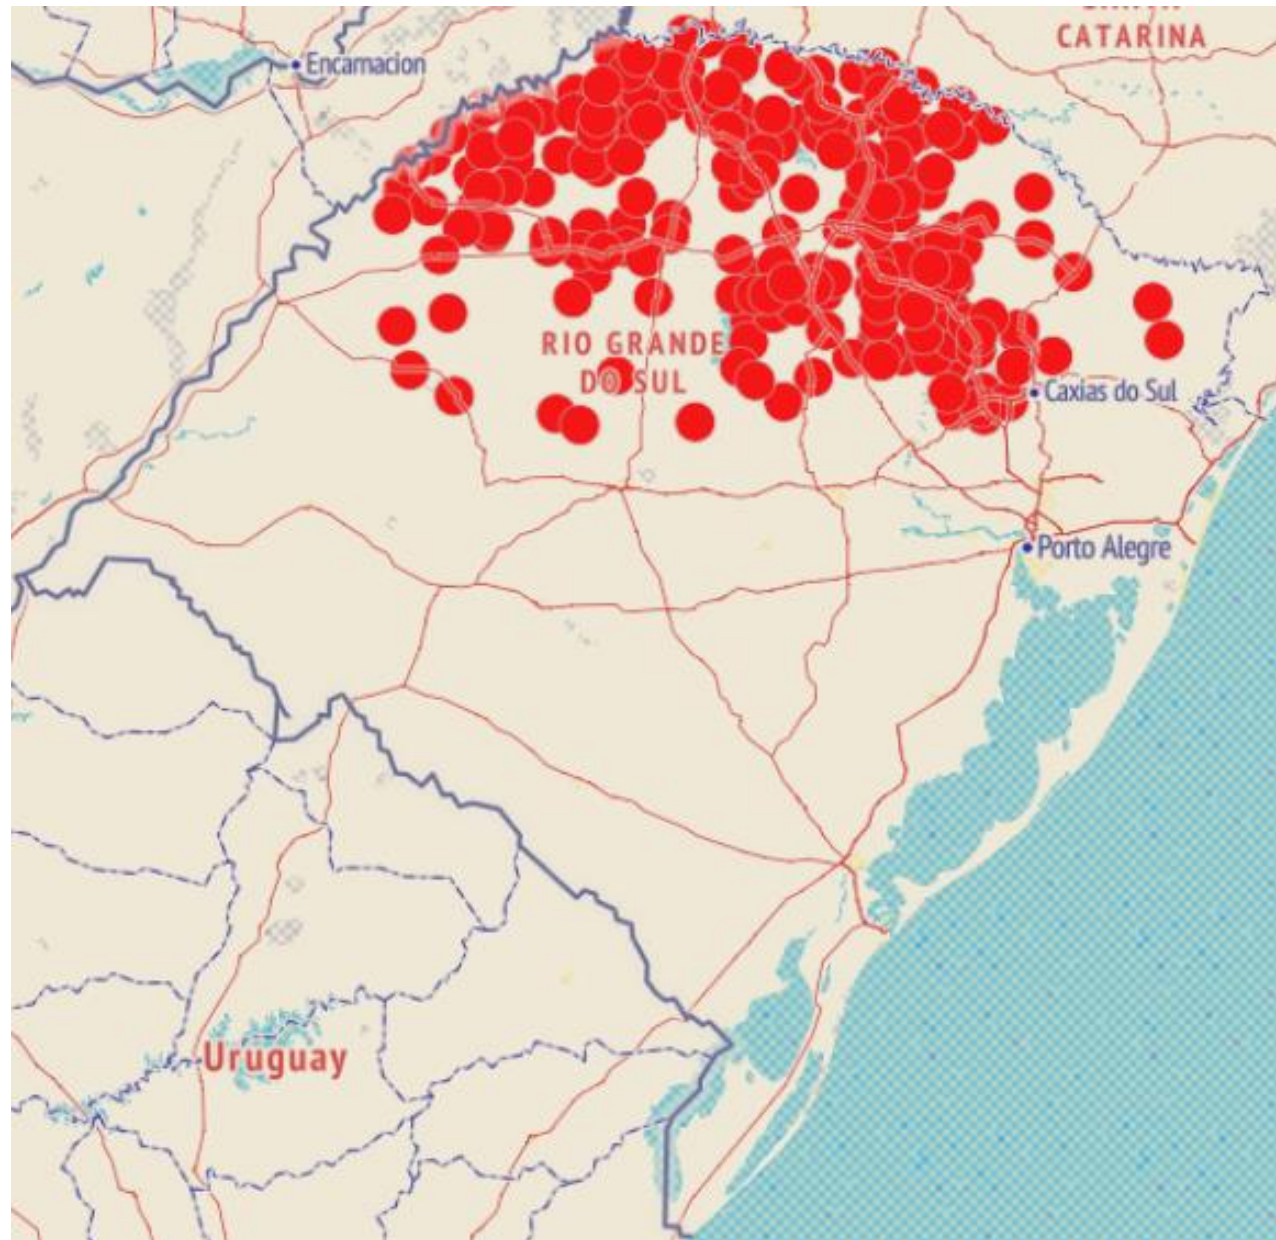 CATARINA
Encarnacion
RIO GRANDE
DO SUL
Caxias do Sul
Porto Alegre
Uruguay